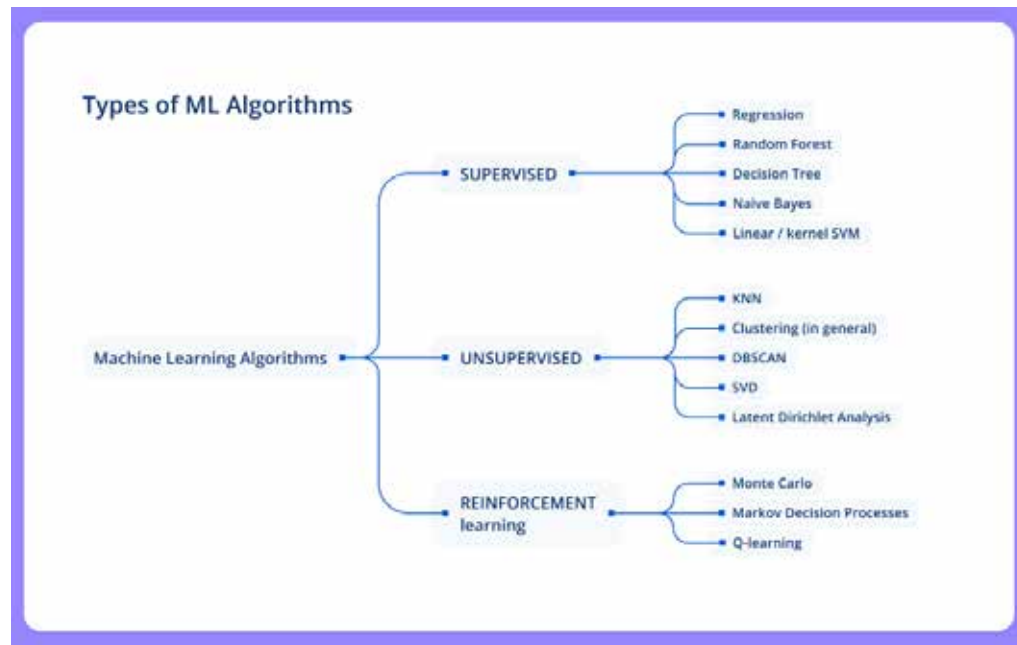 Types of ML Algorithms
Machine Learning Algorithms
SUPERVISED
Regression
Random Forest
Decision Tree
Naive Bayes
Linear / kernel SVM
UNSUPERVISED
KNN
Clustering (in general)
DBSCAN
SVD
Latent Dirichlet Analysis
REINFORCEMENT
learning
Monte Carlo
Markov Decision Processes
Q-learning